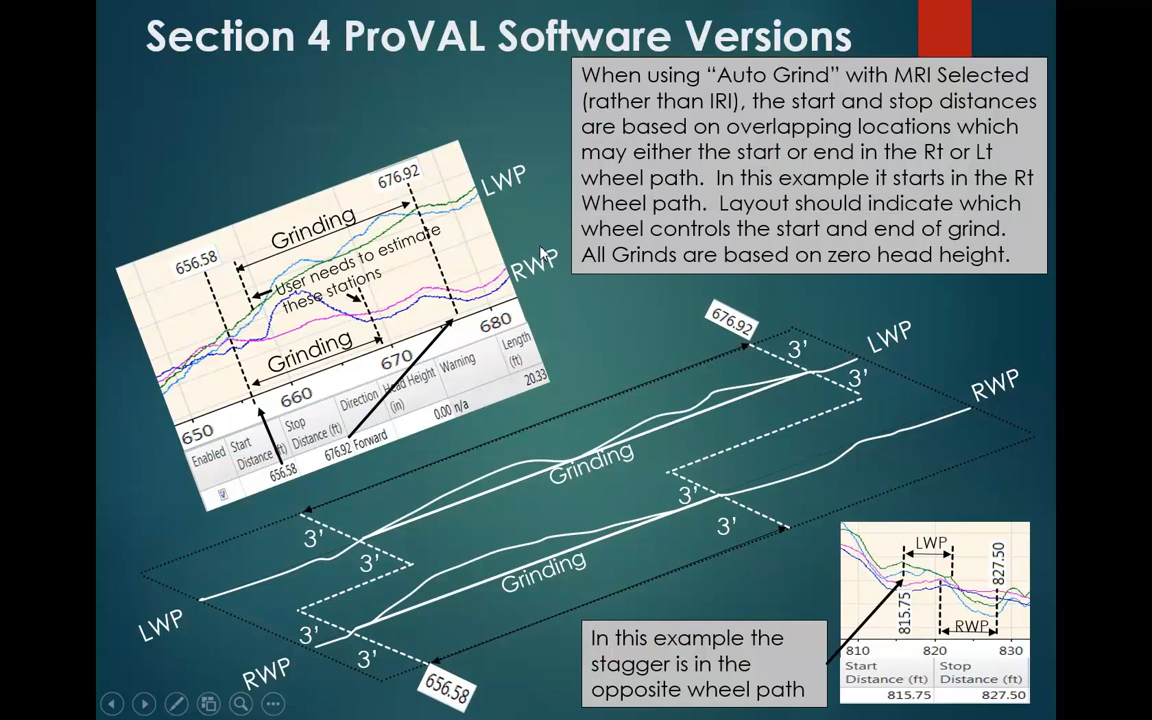 Section 4 ProVAL Software Versions
When using “Auto Grind” with MRI Selected
(rather than IRI), the start and stop distances
are based on overlapping locations which
may either the start or end in the Rt or Lt
wheel path. In this example it starts in the Rt
Wheel path. Layout should indicate which
wheel controls the start and end of grind.
All Grinds are based on zero head height.
676.92
LWP
Grinding
656.58
User needs to estimate
these stations
RWP
Grinding
650
660
670
680
Enabled
Start
Distance (ft)
Stop
Distance (ft)
Direction
Head Height
(in)
Warning
Length
(ft)
656.58
676.92 Forward
0.00 n/a
20.33
676.92
3’
LWP
3’
RWP
Grinding
3’
3’
3’
3’
Grinding
LWP
3’
RWP
3’
656.58
In this example the
stagger is in the
opposite wheel path
LWP
827.50
815.75
RWP
810
820
830
Start
Distance (ft)
Stop
Distance (ft)
815.75
827.50